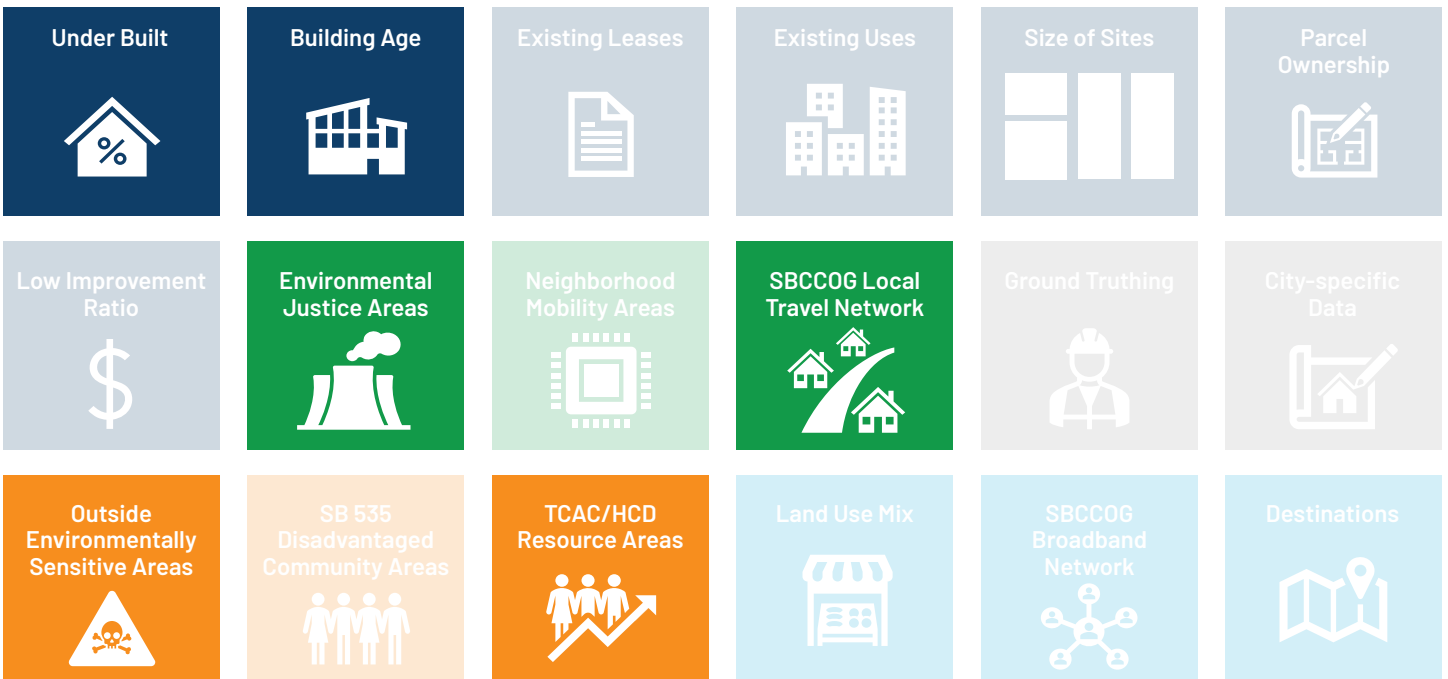 Under Built
Building Age
Existing Leases
Existing Uses
Size of Sites
Parcel
Ownership
%
Low Improvement
Ratio
$
Environmental
Justice Areas
Neighborhood
Mobility Areas
SBCCOG Local
Travel Network
Ground Truthing
City-specific
Data
Outside
Environmentally
Sensitive Areas
SB 535
Disadvantaged
Community Areas
TCAC/HCD
Resource Areas
Land Use Mix
SBCCOG
Broadband
Network
Destinations